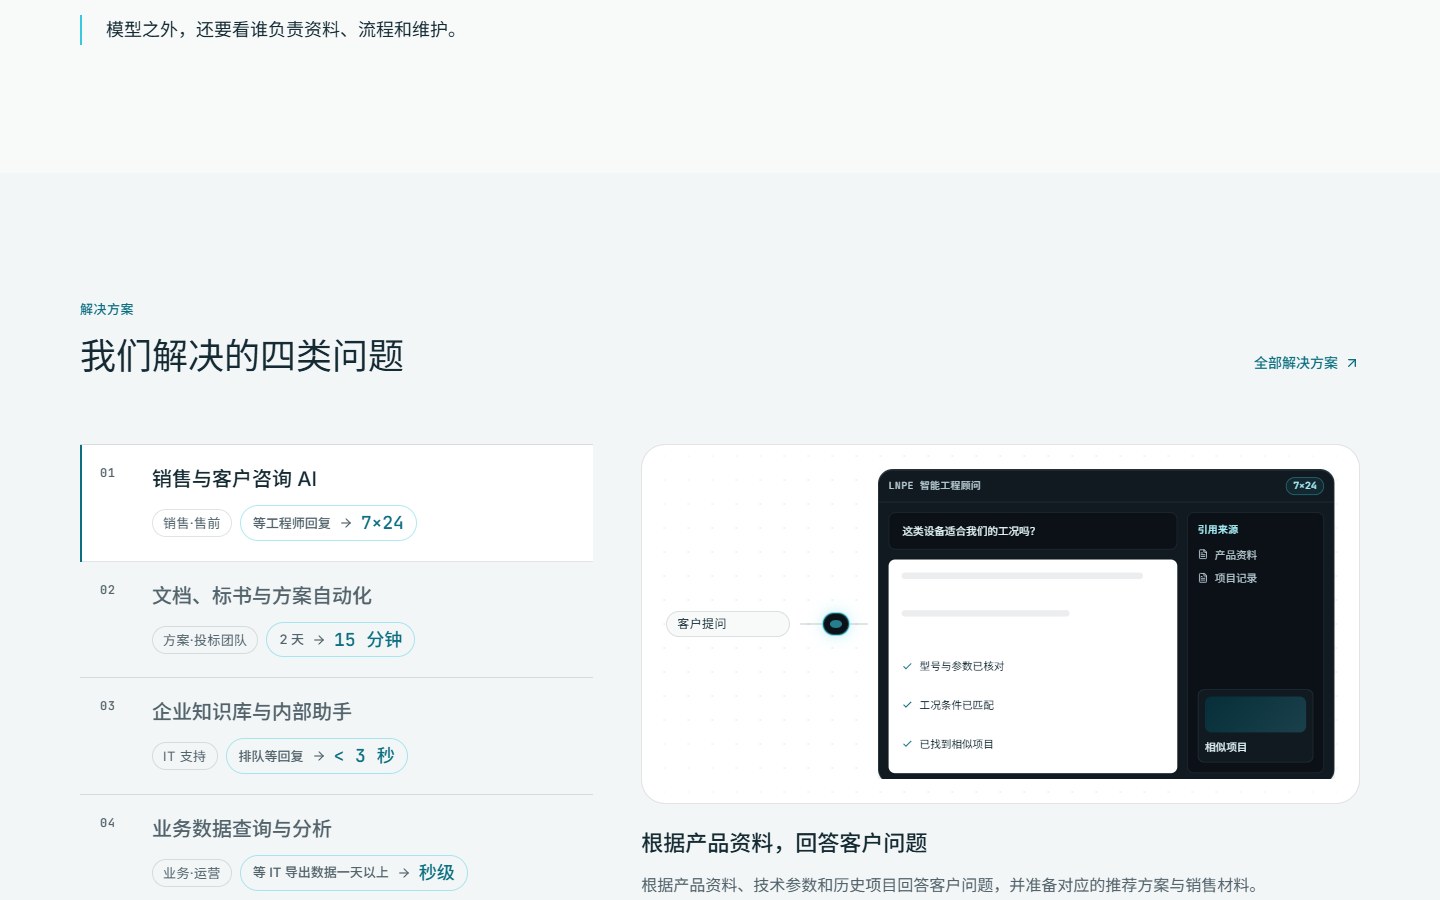 模型之外，还要看谁负责资料、流程和维护。
解决方案
我们解决的四类问题
全部解决方案
01
销售与客户咨询 AI
销售·售前
等工程师回复 → 7×24
02
文档、标书与方案自动化
方案·投标团队
2 天 → 15 分钟
03
企业知识库与内部助手
IT 支持
排队等回复 → < 3 秒
04
业务数据查询与分析
业务·运营
等 IT 导出数据一天以上 → 秒级
客户提问
LNPE 智能工程顾问
7×24
这类设备适合我们的工况吗？
型号与参数已核对
工况条件已匹配
已找到相似项目
引用来源
产品资料
项目记录
相似项目
根据产品资料，回答客户问题
根据产品资料、技术参数和历史项目回答客户问题，并准备对应的推荐方案与销售材料。